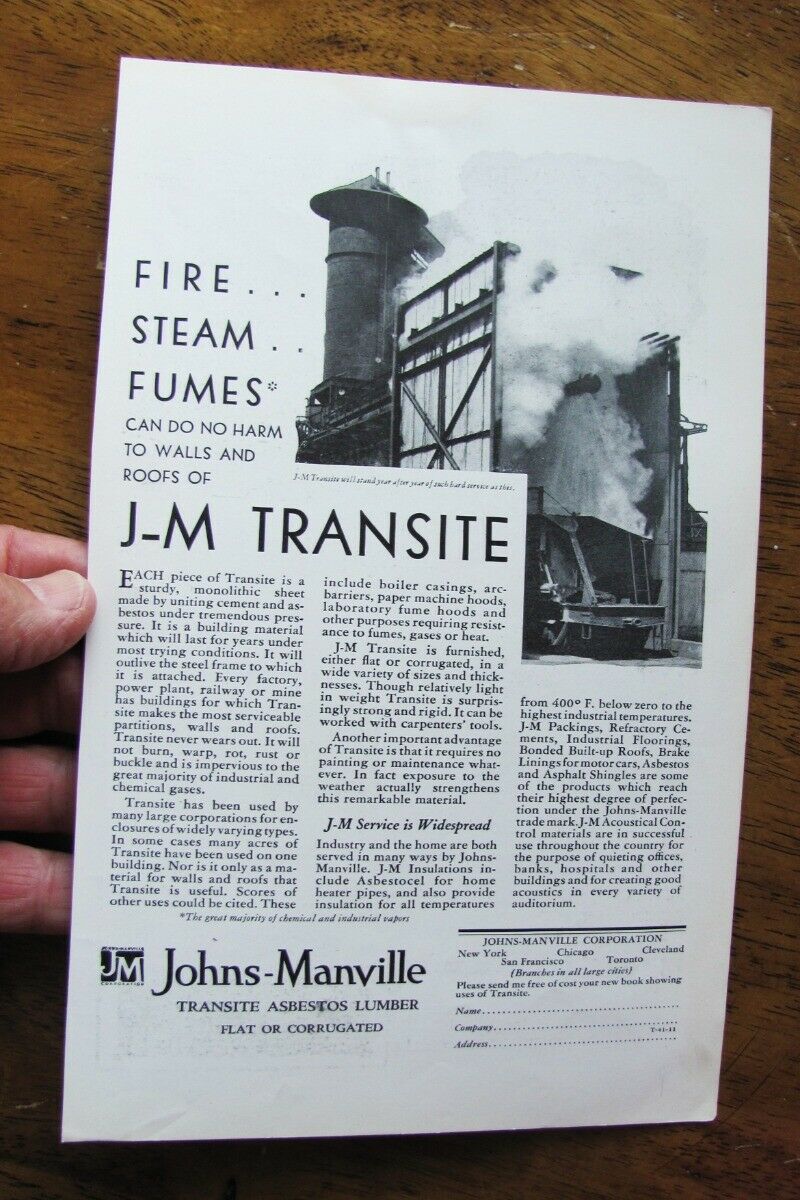 FIRE...
STEAM..
FUMES*
CAN DO NO HARM
TO WALLS AND
ROOFS OF
J-M Transite will stand year after year of such hard service as this.
J-M TRANSITE
EACH piece of Transite is a
sturdy, monolithic sheet
made by uniting cement and as-
bestos under tremendous pres-
sure. It is a building material
which will last for years under
most trying conditions. It will
outlive the steel frame to which
it is attached. Every factory,
power plant, railway or mine
has buildings for which Tran-
site makes the most serviceable
partitions, walls and roofs.
Transite never wears out. It will
not burn, warp, rot, rust or
buckle and is impervious to the
great majority of industrial and
chemical gases.
Transite has been used by
many large corporations for en-
closures of widely varying types.
In some cases many acres of
Transite have been used on one
building. Nor is it only as a ma-
terial for walls and roofs that
Transite is useful. Scores of
other uses could be cited. These
include boiler casings, arc-
barriers, paper machine hoods,
laboratory fume hoods and
other purposes requiring resist-
ance to fumes, gases or heat.
J-M Transite is furnished,
either flat or corrugated, in a
wide variety of sizes and thick-
nesses. Though relatively light
in weight Transite is surpris-
ingly strong and rigid. It can be
worked with carpenters' tools.
Another important advantage
of Transite is that it requires no
painting or maintenance what-
ever. In fact exposure to the
weather actually strengthens
this remarkable material.
J-M Service is Widespread
Industry and the home are both
served in many ways by Johns-
Manville. J-M Insulations in-
clude Asbestocel for home
heater pipes, and also provide
insulation for all temperatures
from 400° F. below zero to the
highest industrial temperatures.
J-M Packings, Refractory Ce-
ments, Industrial Floorings,
Bonded Built-up Roofs, Brake
Linings for motor cars, Asbestos
and Asphalt Shingles are some
of the products which reach
their highest degree of perfec-
tion under the Johns-Manville
trade mark. J-M Acoustical Con-
trol materials are in successful
use throughout the country for
the purpose of quieting offices,
banks, hospitals and other
buildings and for creating good
acoustics in every variety of
auditorium.
*The great majority of chemical and industrial vapors
JOHNS-MANVILLE
JM
CORPORATION
Johns-Manville
TRANSITE ASBESTOS LUMBER
FLAT OR CORRUGATED
JOHNS-MANVILLE CORPORATION
New York Chicago Cleveland
San Francisco Toronto
(Branches in all large cities)
Please send me free of cost your new book showing
uses of Transite.
Name
Company
T-41-11
Address